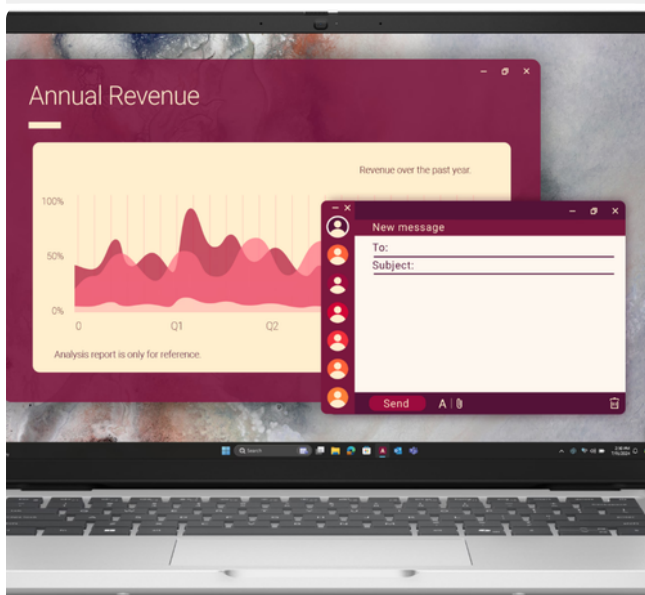 Annual Revenue
Revenue over the past year.
100%
50%
0%
0 Q1 Q2
Analysis report is only for reference.
New message
To:
Subject:
Send A
Search